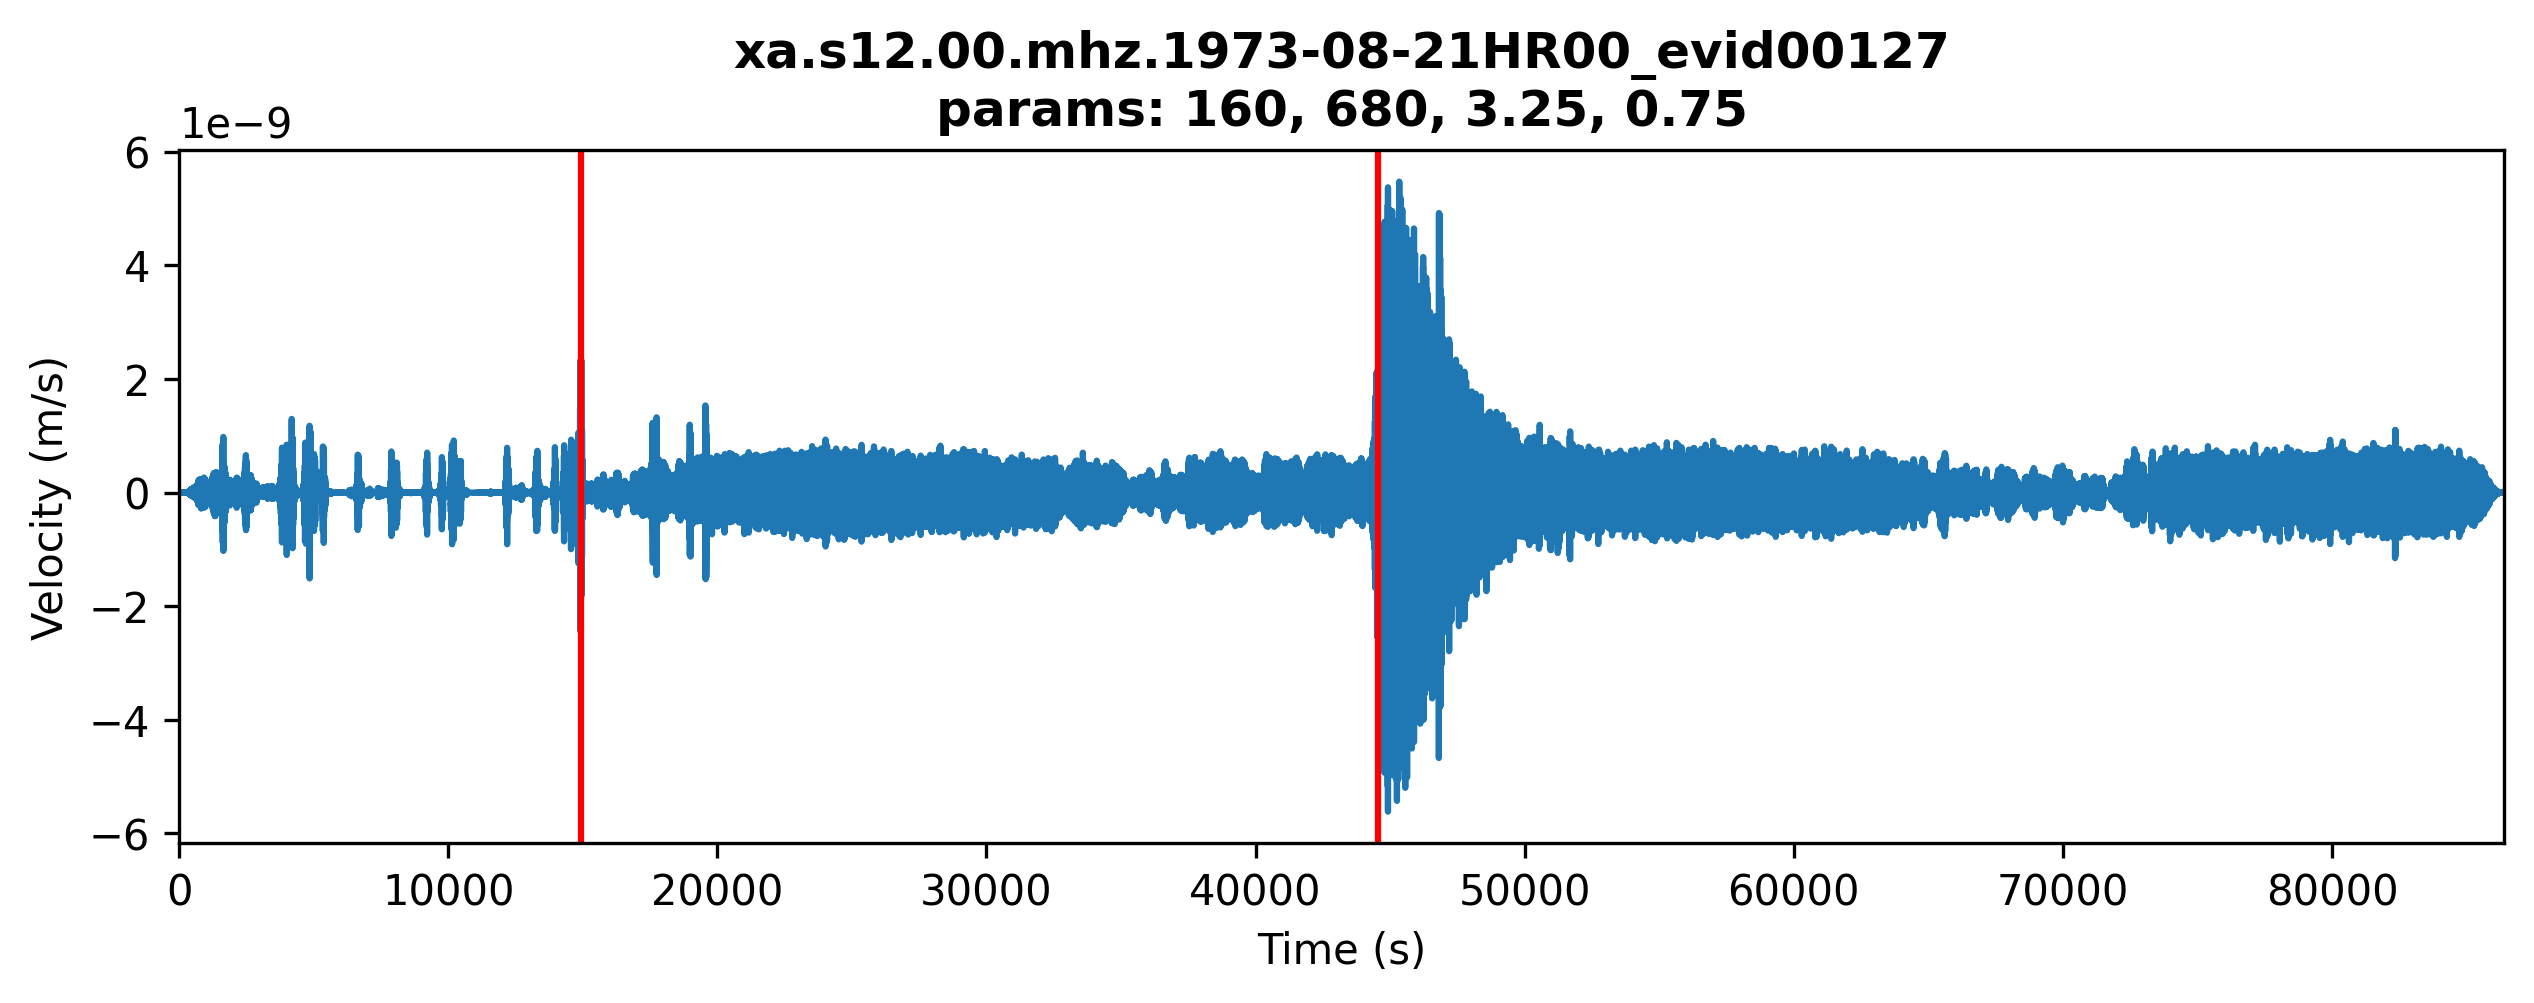 xa.s12.00.mhz.1973-08-21HR00_evid00127
params: 160, 680, 3.25, 0.75
1e−9
6
4
2
0
−2
−4
−6
Velocity (m/s)
0 10000 20000 30000 40000 50000 60000 70000 80000
Time (s)